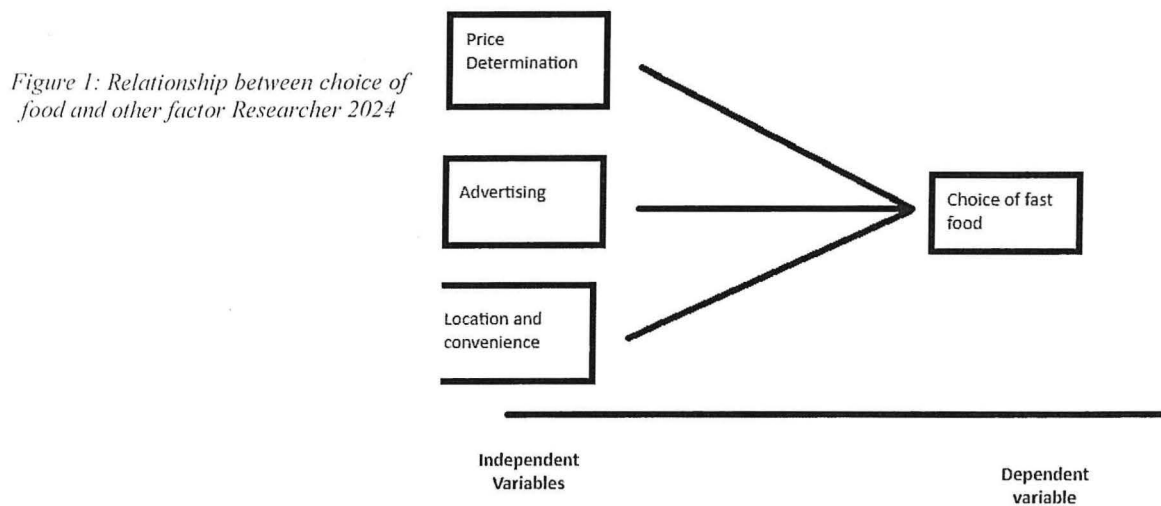 Figure 1: Relationship between choice of
food and other factor Researcher 2024
Price
Determination
Advertising
Location and
convenience
Choice of fast
food
Independent
Variables
Dependent
variable